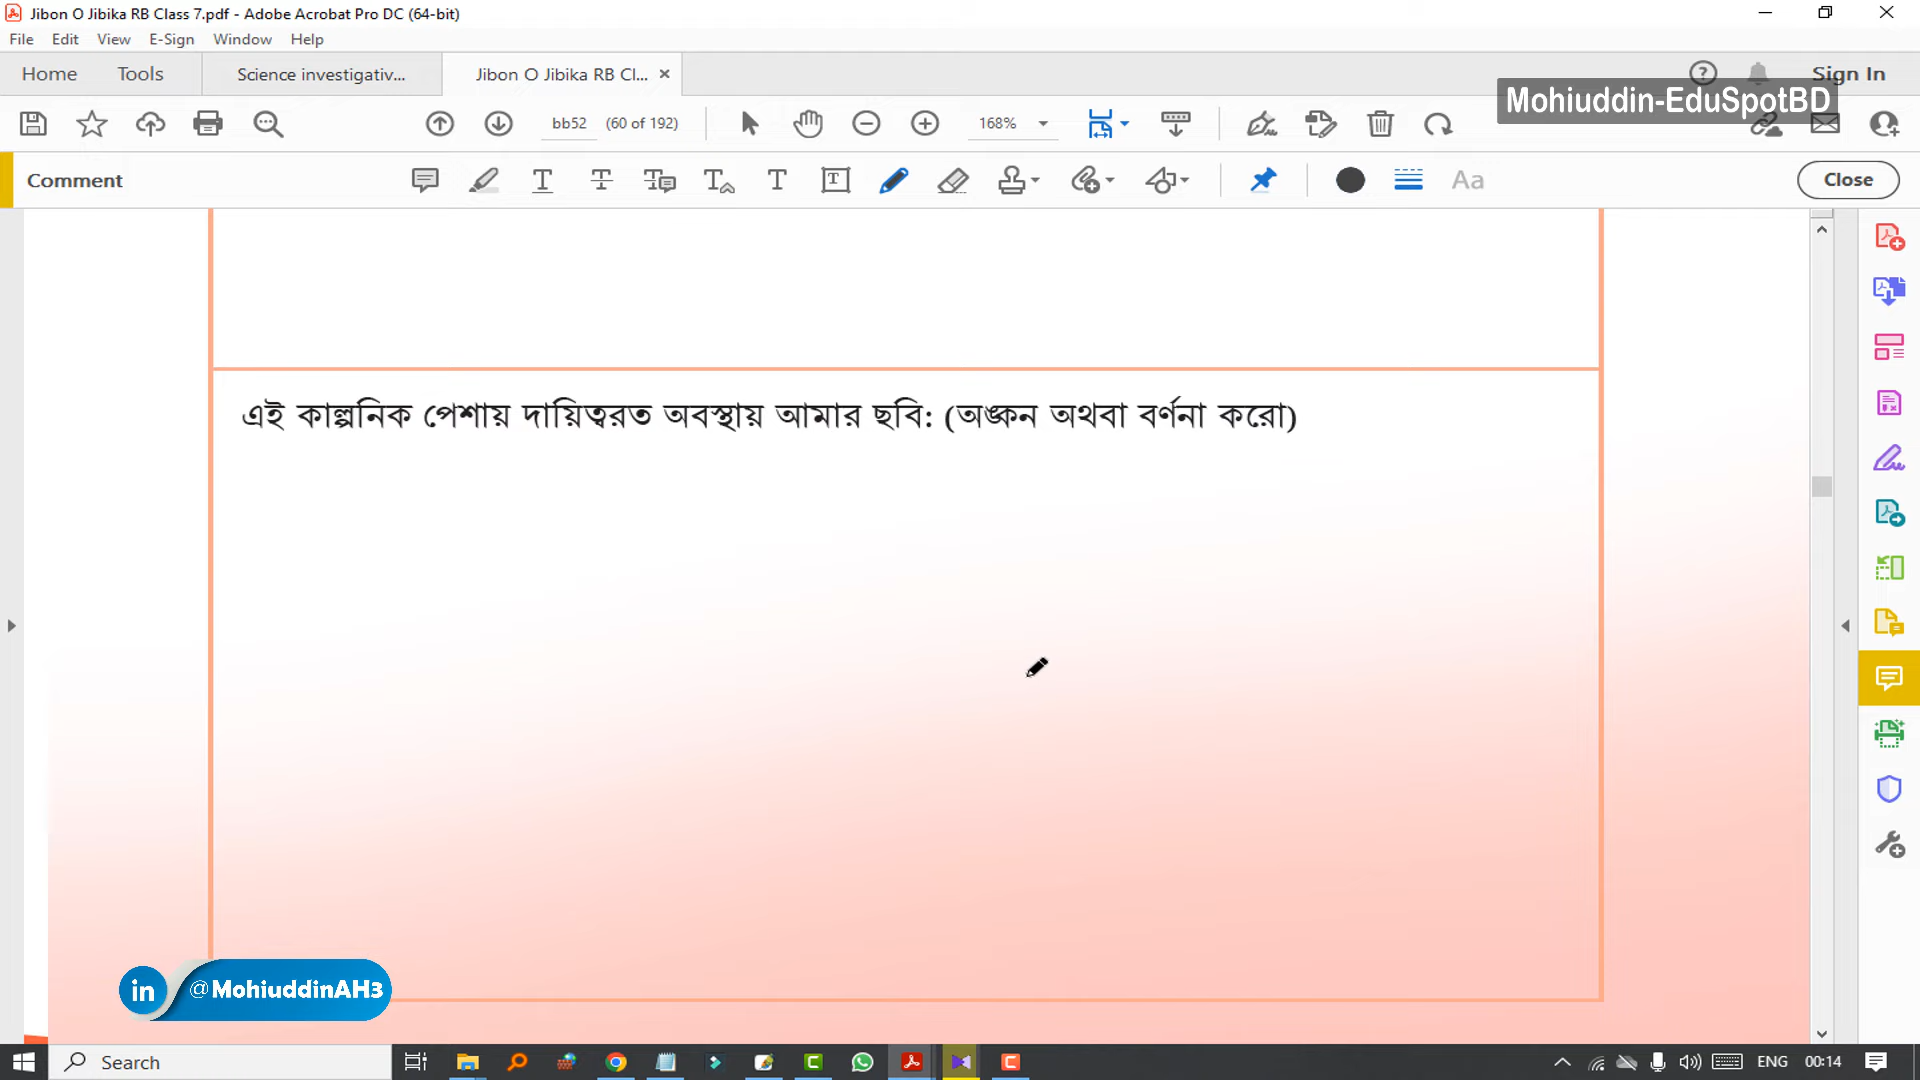 Jibon O Jibika RB Class 7.pdf - Adobe Acrobat Pro DC (64-bit)
File Edit View E-Sign Window Help
Home Tools Science investigativ... Jibon O Jibika RB Cl... Sign In
Mohiuddin-EduSpotBD
bb52 (60 of 192) 168%
Comment Aa Close
এই কাল্পনিক পেশায় দায়িত্বরত অবস্থায় আমার ছবি: (অঙ্কন অথবা বর্ণনা করো)
in @MohiuddinAH3
Search ENG 00:14